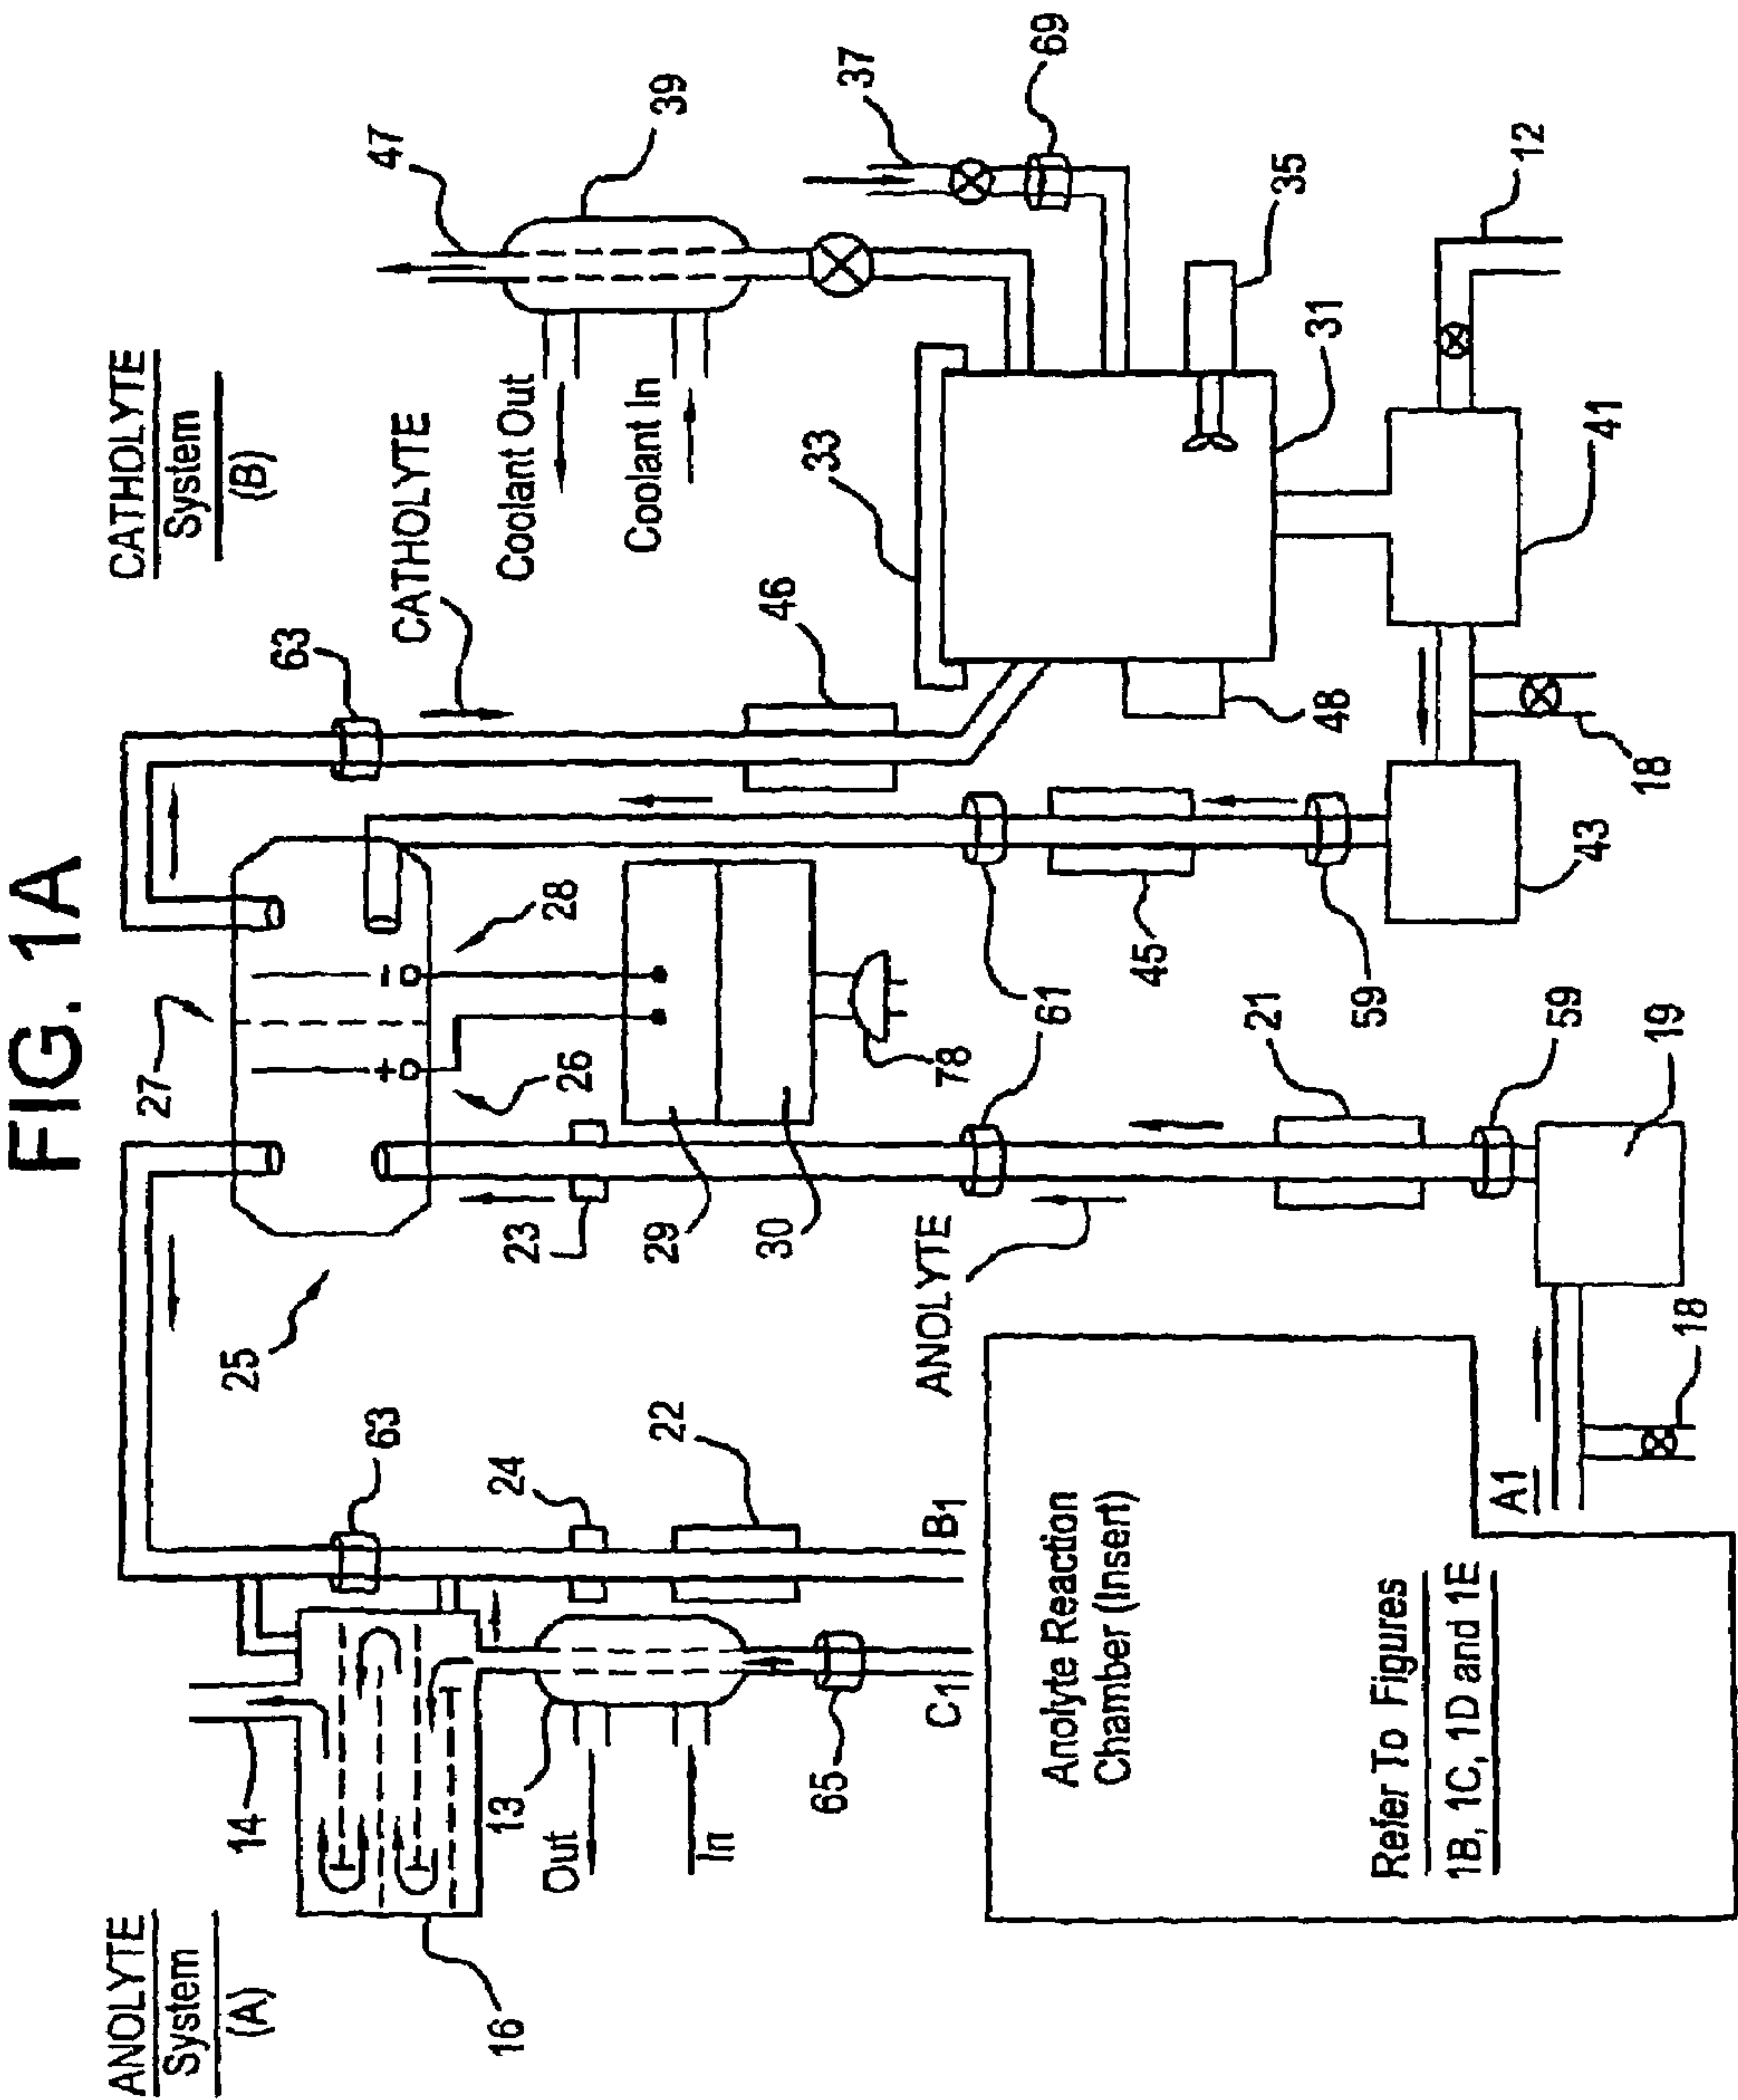 FIG. 1A
ANOLYTE
System
(A)
CATHOLYTE
System
(B)
27
25
63
63
47
14
CATHOLYTE
39
28
26
24
22
16
13
Out
In
23
29
30
78
46
Coolant Out
Coolant In
37
69
33
65
C1
B1
ANOLYTE
61
45
59
48
35
31
Anolyte Reaction
Chamber (Insert)
21
59
19
43
18
41
12
Refer To Figures
1B, 1C, 1D and 1E
A1
18